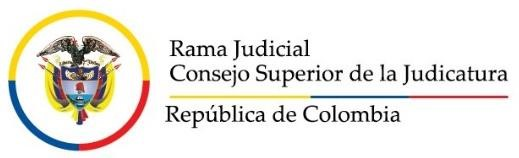 Rama Judicial
Consejo Superior de la Judicatura
República de Colombia